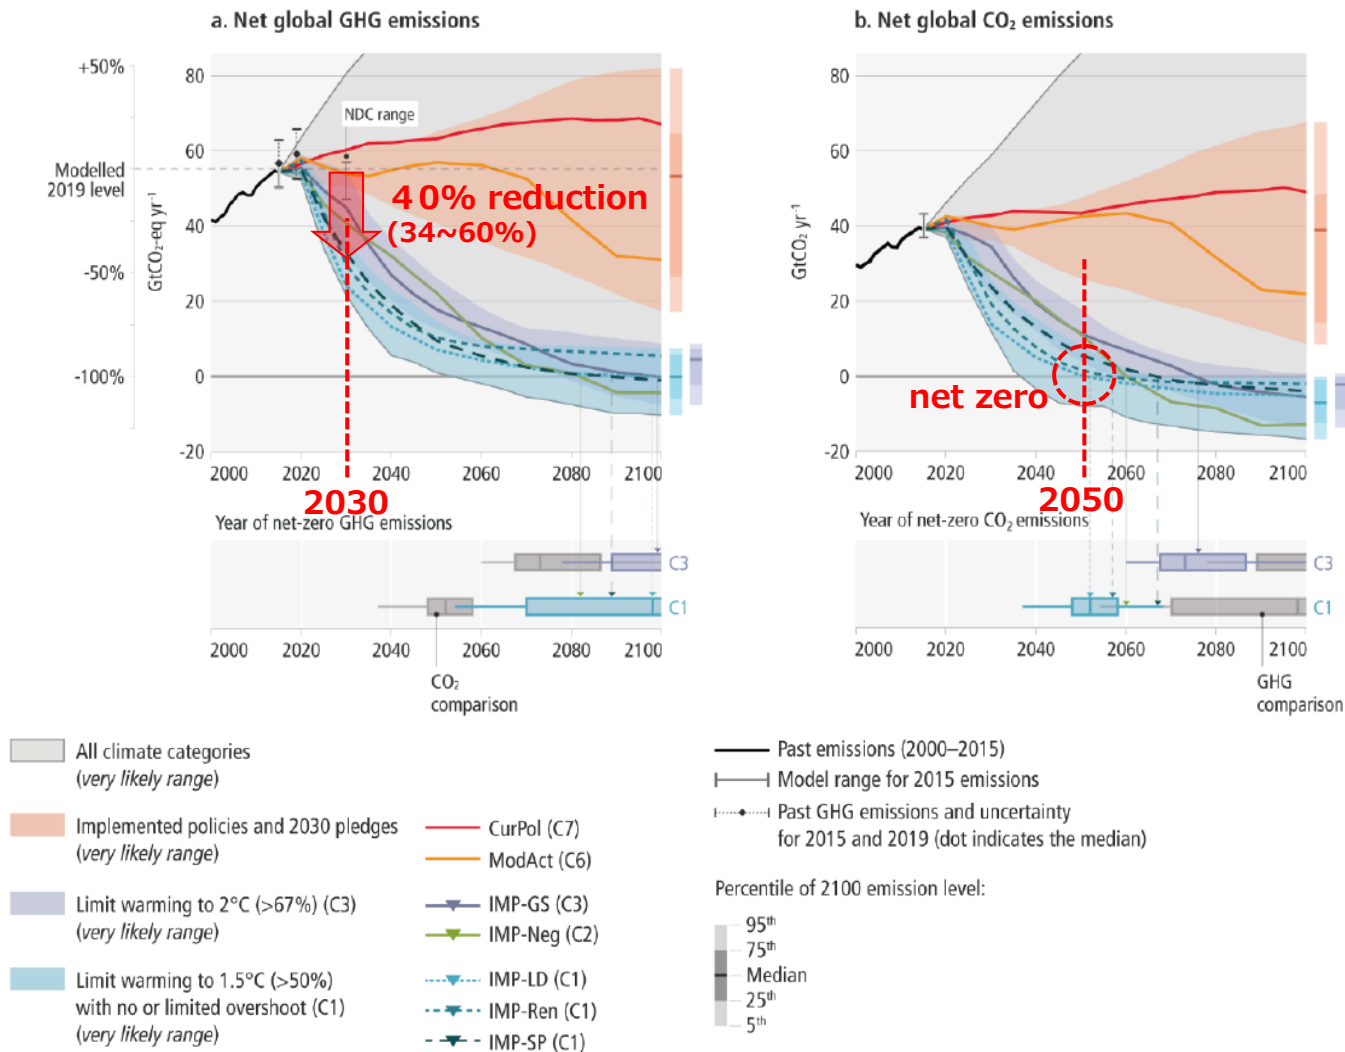 a. Net global GHG emissions
+50%
Modelled
2019 level
-50%
-100%
GtCO₂-eq yr⁻¹
80
60
40
20
0
-20
NDC range
40% reduction
(34~60%)
2000 2020 2040 2060 2080 2100
2030
Year of net-zero GHG emissions
C3
C1
2000 2020 2040 2060 2080 2100
CO₂
comparison
b. Net global CO₂ emissions
GtCO₂ yr⁻¹
80
60
40
20
0
-20
net zero
2000 2020 2040 2060 2080 2100
2050
Year of net-zero CO₂ emissions
C3
C1
2000 2020 2040 2060 2080 2100
GHG
comparison
All climate categories
(very likely range)
Implemented policies and 2030 pledges
(very likely range)
Limit warming to 2°C (>67%) (C3)
(very likely range)
Limit warming to 1.5°C (>50%)
with no or limited overshoot (C1)
(very likely range)
CurPol (C7)
ModAct (C6)
IMP-GS (C3)
IMP-Neg (C2)
IMP-LD (C1)
IMP-Ren (C1)
IMP-SP (C1)
Past emissions (2000–2015)
Model range for 2015 emissions
Past GHG emissions and uncertainty
for 2015 and 2019 (dot indicates the median)
Percentile of 2100 emission level:
95th
75th
Median
25th
5th